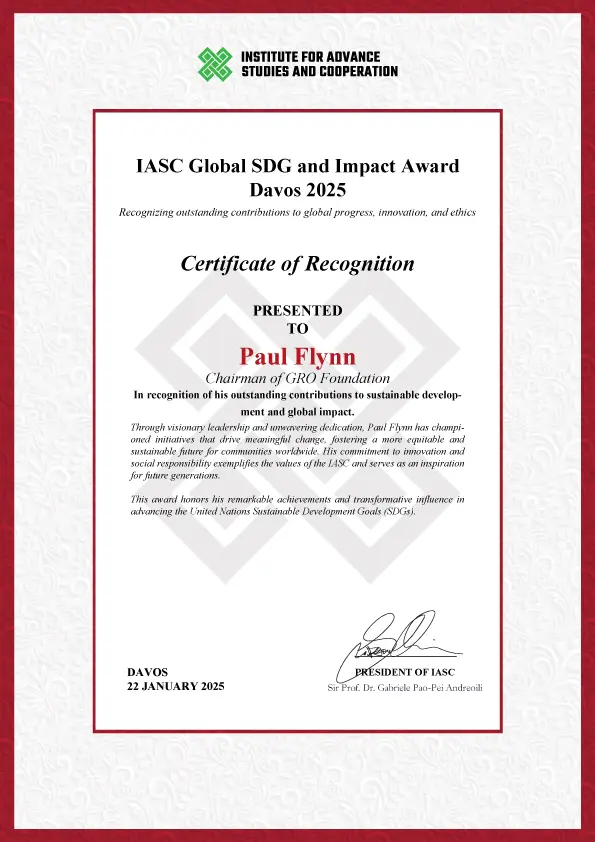 INSTITUTE FOR ADVANCE
STUDIES AND COOPERATION
IASC Global SDG and Impact Award
Davos 2025
Recognizing outstanding contributions to global progress, innovation, and ethics
Certificate of Recognition
PRESENTED
TO
Paul Flynn
Chairman of GRO Foundation
In recognition of his outstanding contributions to sustainable develop-
ment and global impact.
Through visionary leadership and unwavering dedication, Paul Flynn has champi-
oned initiatives that drive meaningful change, fostering a more equitable and
sustainable future for communities worldwide. His commitment to innovation and
social responsibility exemplifies the values of the IASC and serves as an inspiration
for future generations.
This award honors his remarkable achievements and transformative influence in
advancing the United Nations Sustainable Development Goals (SDGs).
DAVOS
22 JANUARY 2025
PRESIDENT OF IASC
Sir Prof. Dr. Gabriele Pao-Pei Andreoili